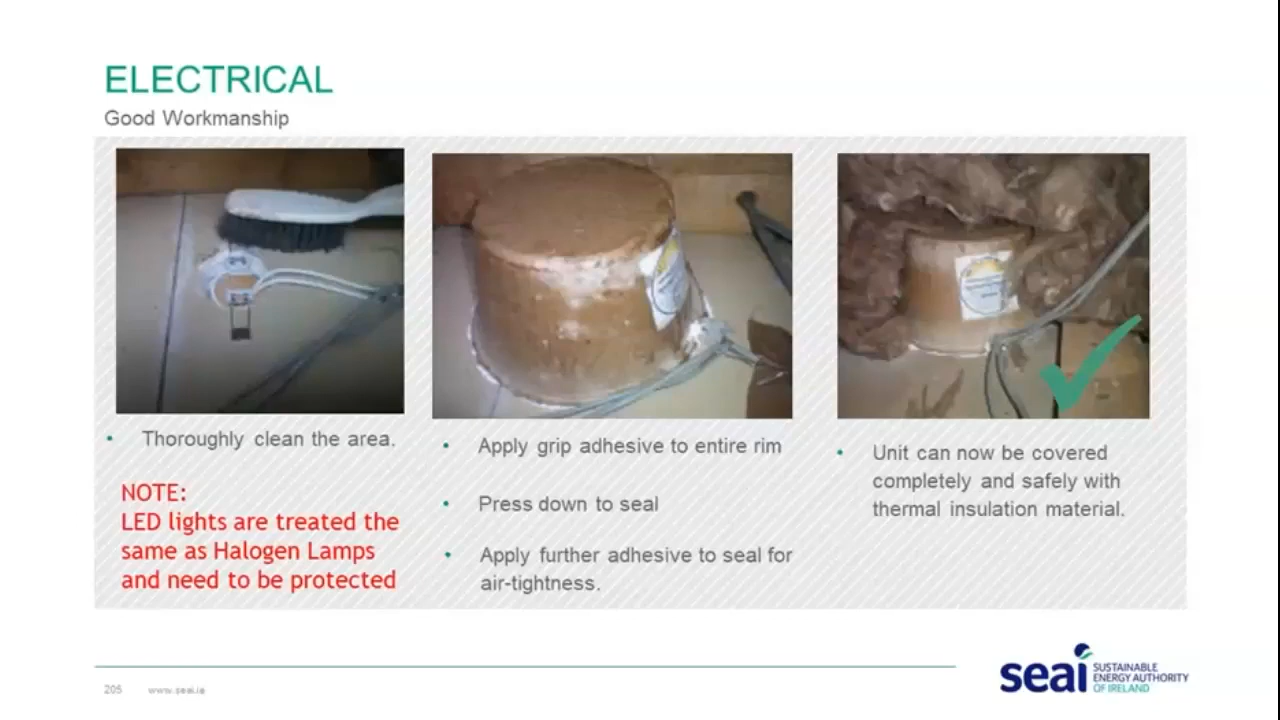 ELECTRICAL
Good Workmanship
• Thoroughly clean the area.
NOTE:
LED lights are treated the
same as Halogen Lamps
and need to be protected
• Apply grip adhesive to entire rim
• Press down to seal
• Apply further adhesive to seal for
air-tightness.
• Unit can now be covered
completely and safely with
thermal insulation material.
205 www.seai.ie
seai SUSTAINABLE
ENERGY AUTHORITY
OF IRELAND